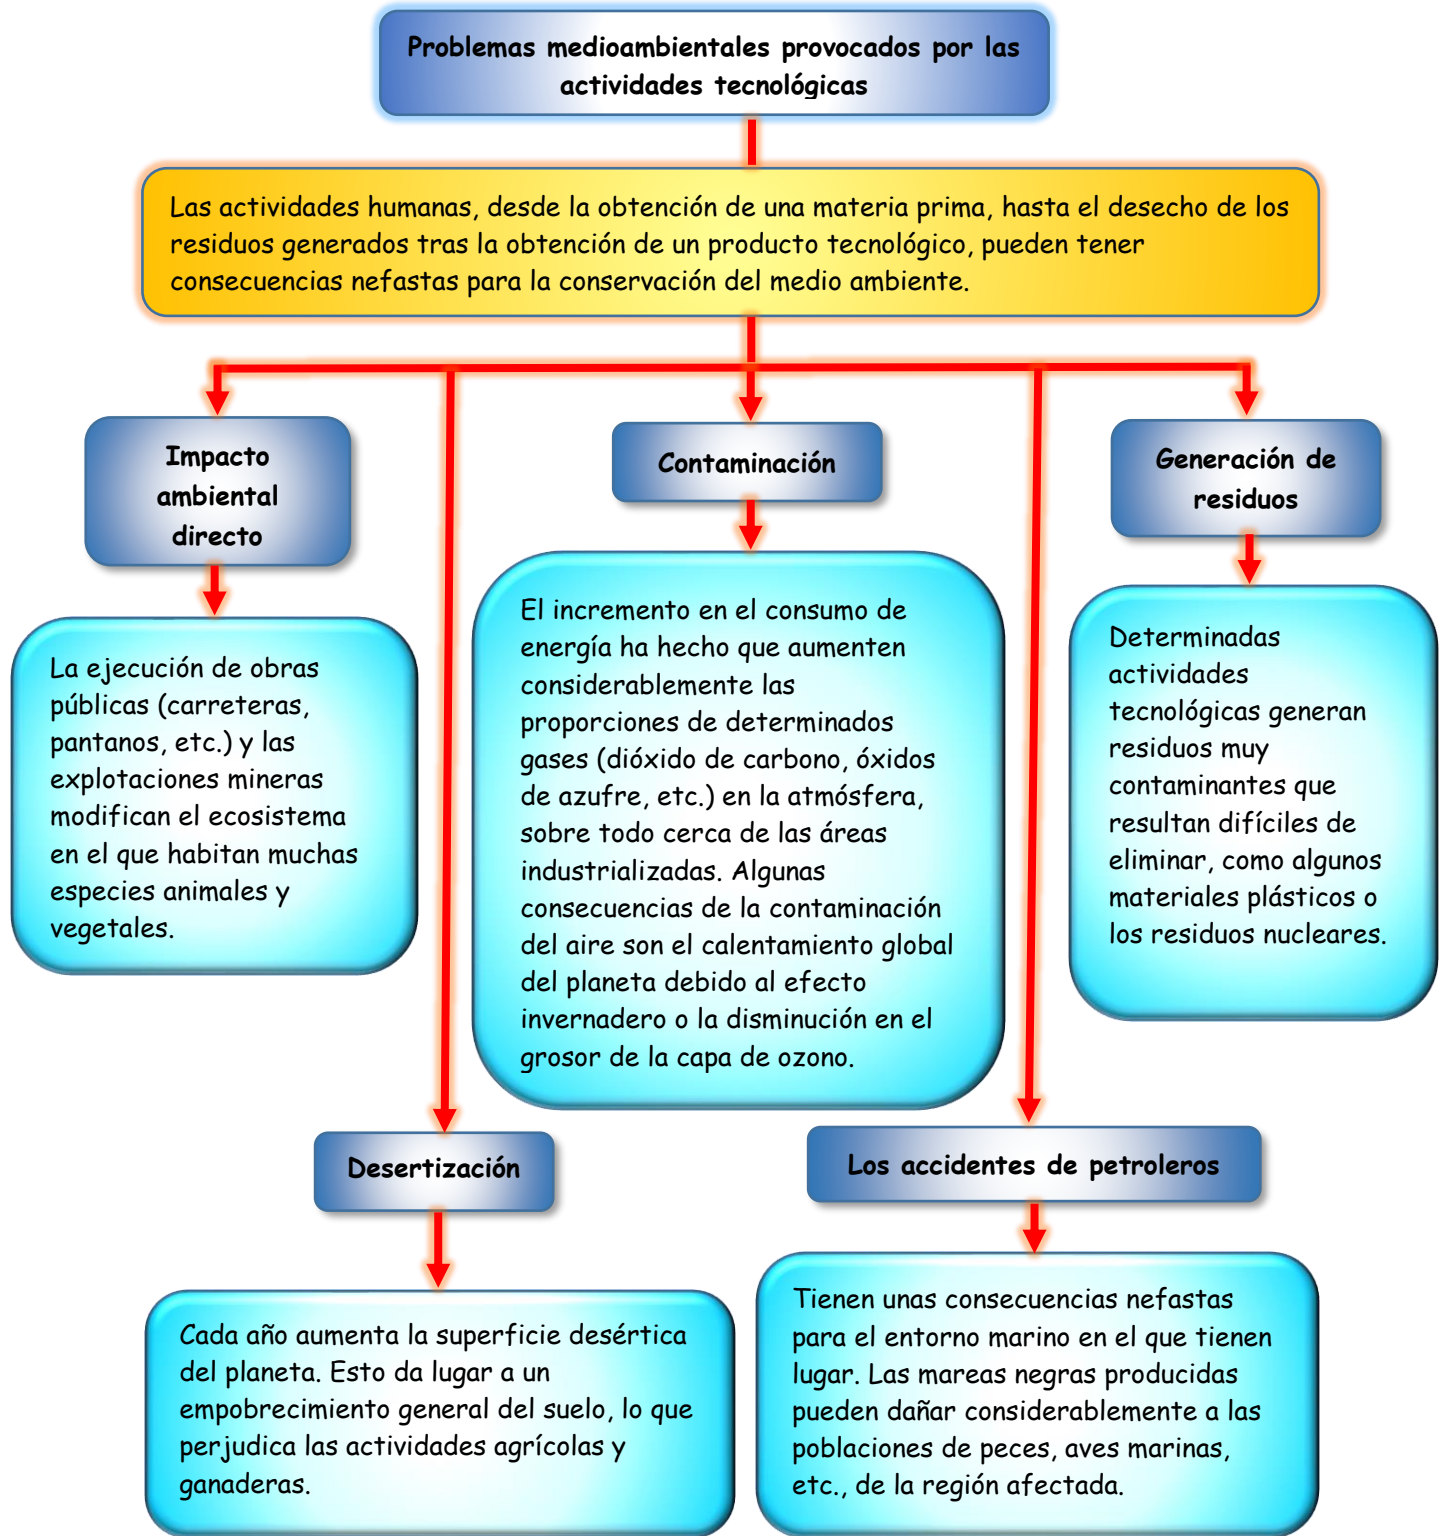 Problemas medioambientales provocados por las
actividades tecnológicas
Las actividades humanas, desde la obtención de una materia prima, hasta el desecho de los
residuos generados tras la obtención de un producto tecnológico, pueden tener
consecuencias nefastas para la conservación del medio ambiente.
Impacto
ambiental
directo
La ejecución de obras
públicas (carreteras,
pantanos, etc.) y las
explotaciones mineras
modifican el ecosistema
en el que habitan muchas
especies animales y
vegetales.
Contaminación
El incremento en el consumo de
energía ha hecho que aumenten
considerablemente las
proporciones de determinados
gases (dióxido de carbono, óxidos
de azufre, etc.) en la atmósfera,
sobre todo cerca de las áreas
industrializadas. Algunas
consecuencias de la contaminación
del aire son el calentamiento global
del planeta debido al efecto
invernadero o la disminución en el
grosor de la capa de ozono.
Generación de
residuos
Determinadas
actividades
tecnológicas generan
residuos muy
contaminantes que
resultan difíciles de
eliminar, como algunos
materiales plásticos o
los residuos nucleares.
Desertización
Cada año aumenta la superficie desértica
del planeta. Esto da lugar a un
empobrecimiento general del suelo, lo que
perjudica las actividades agrícolas y
ganaderas.
Los accidentes de petroleros
Tienen unas consecuencias nefastas
para el entorno marino en el que tienen
lugar. Las mareas negras producidas
pueden dañar considerablemente a las
poblaciones de peces, aves marinas,
etc., de la región afectada.